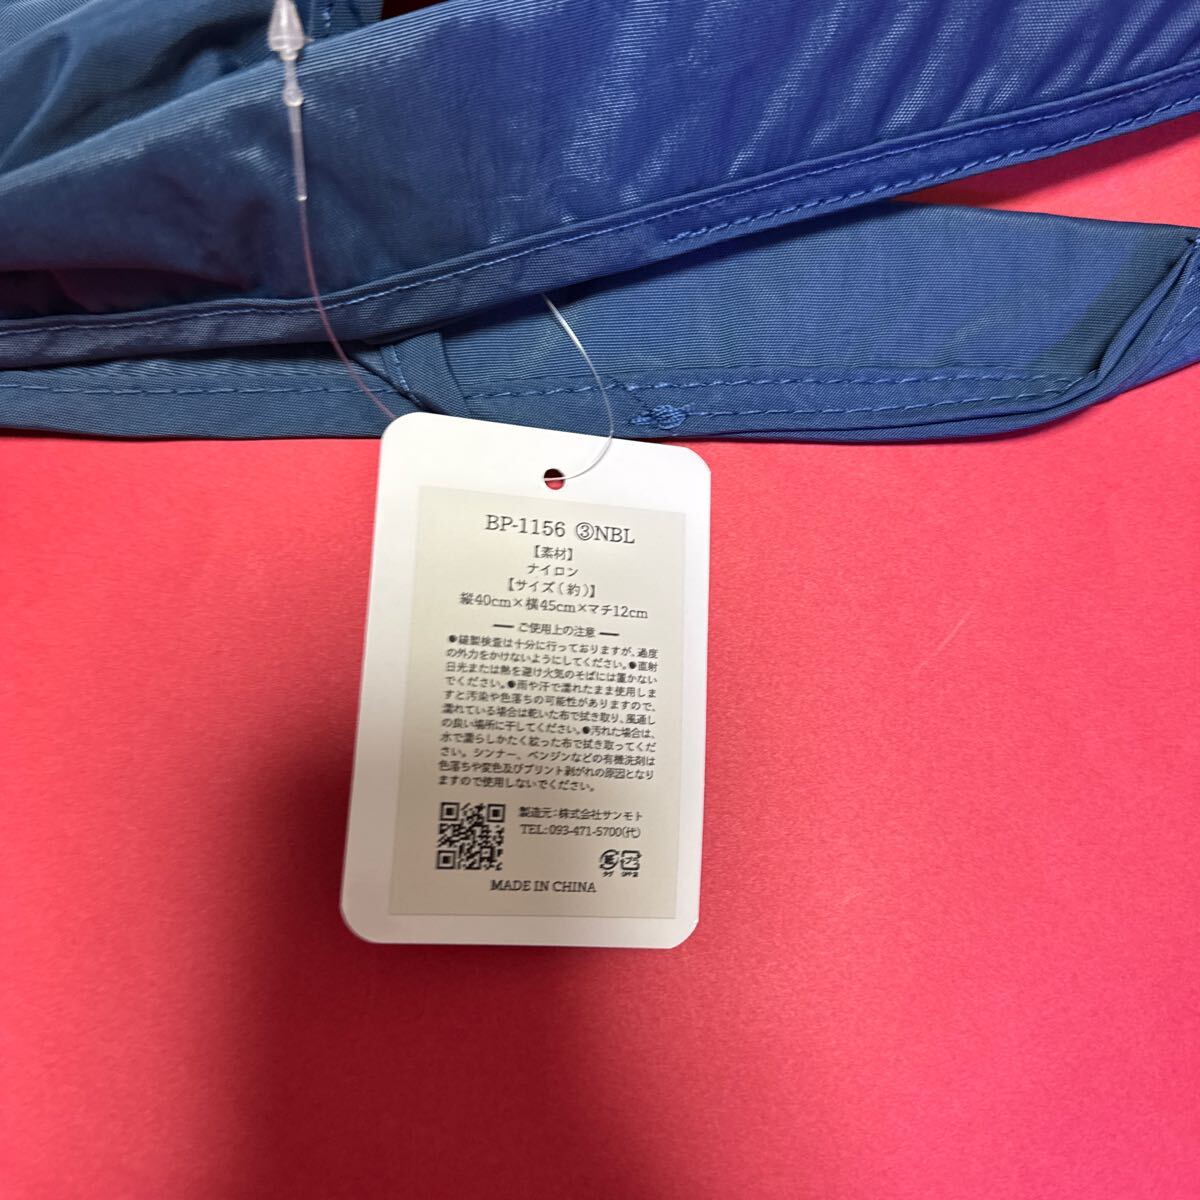 BP-1156 ③NBL
【素材】
ナイロン
【サイズ(約)】
縦40cm×横45cm×マチ12cm
ご使用上の注意
●縫製検査は十分に行っておりますが、過度
の外力をかけないようにしてください。●直射
日光または熱を避け火気のそばには置かない
でください。●雨や汗で濡れたまま使用しま
すと汚染や色落ちの可能性がありますので、
濡れている場合は乾いた布で拭き取り、風通し
の良い場所に干してください。●汚れた場合は、
水で濡らしかたく絞った布で拭き取ってくだ
さい。シンナー、ベンジンなどの有機洗剤は
色落ちや変色及びプリント剥がれの原因となり
ますので使用しないでください。
製造元:株式会社サンモト
TEL:093-471-5700(代)
紙 プラ
タグ OPP袋
MADE IN CHINA